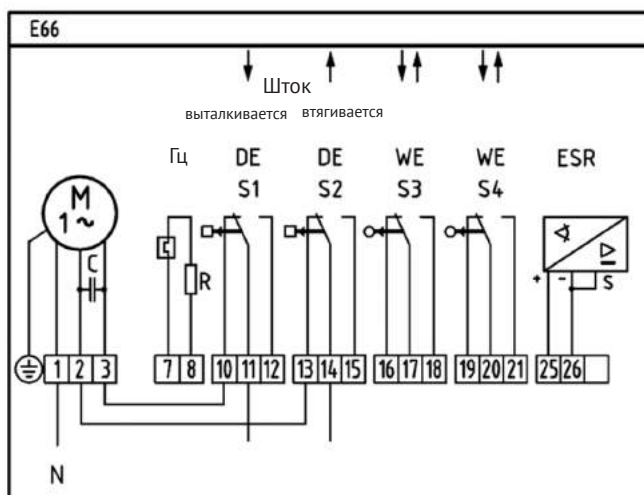 E66
Шток
выталкивается втягивается
Гц DE DE WE WE ESR
S1 S2 S3 S4
M
1~
C
R
+ - S
1 2 3 7 8 10 11 12 13 14 15 16 17 18 19 20 21 25 26
N